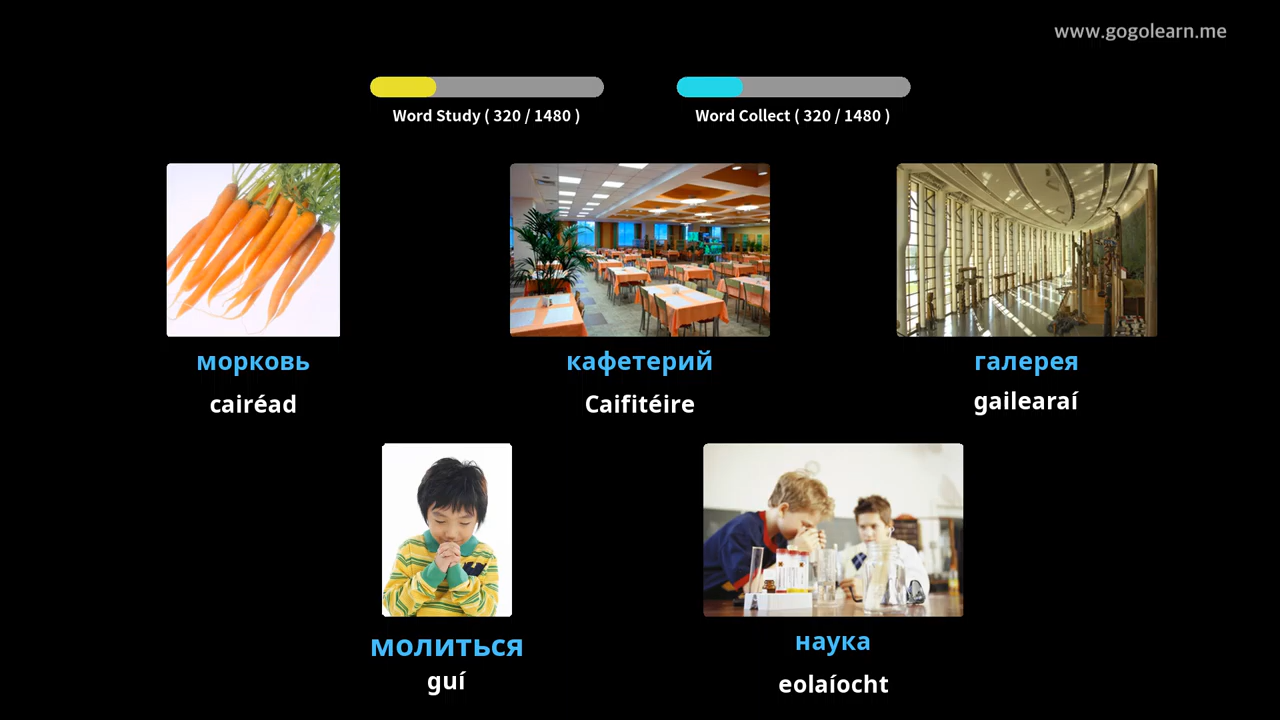 www.gogolearn.me
Word Study ( 320 / 1480 )
Word Collect ( 320 / 1480 )
морковь
кафетерий
галерея
cairéad
Caifitéire
gailearaí
молиться
наука
guí
eolaíocht